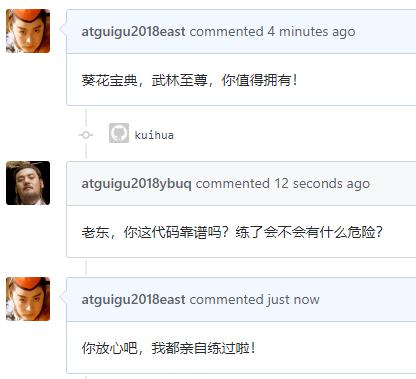 atguigu2018east commented 4 minutes ago
葵花宝典，武林至尊，你值得拥有！
kuihua
atguigu2018ybuq commented 12 seconds ago
老东，你这代码靠谱吗？练了会不会有什么危险？
atguigu2018east commented just now
你放心吧，我都亲自练过啦！